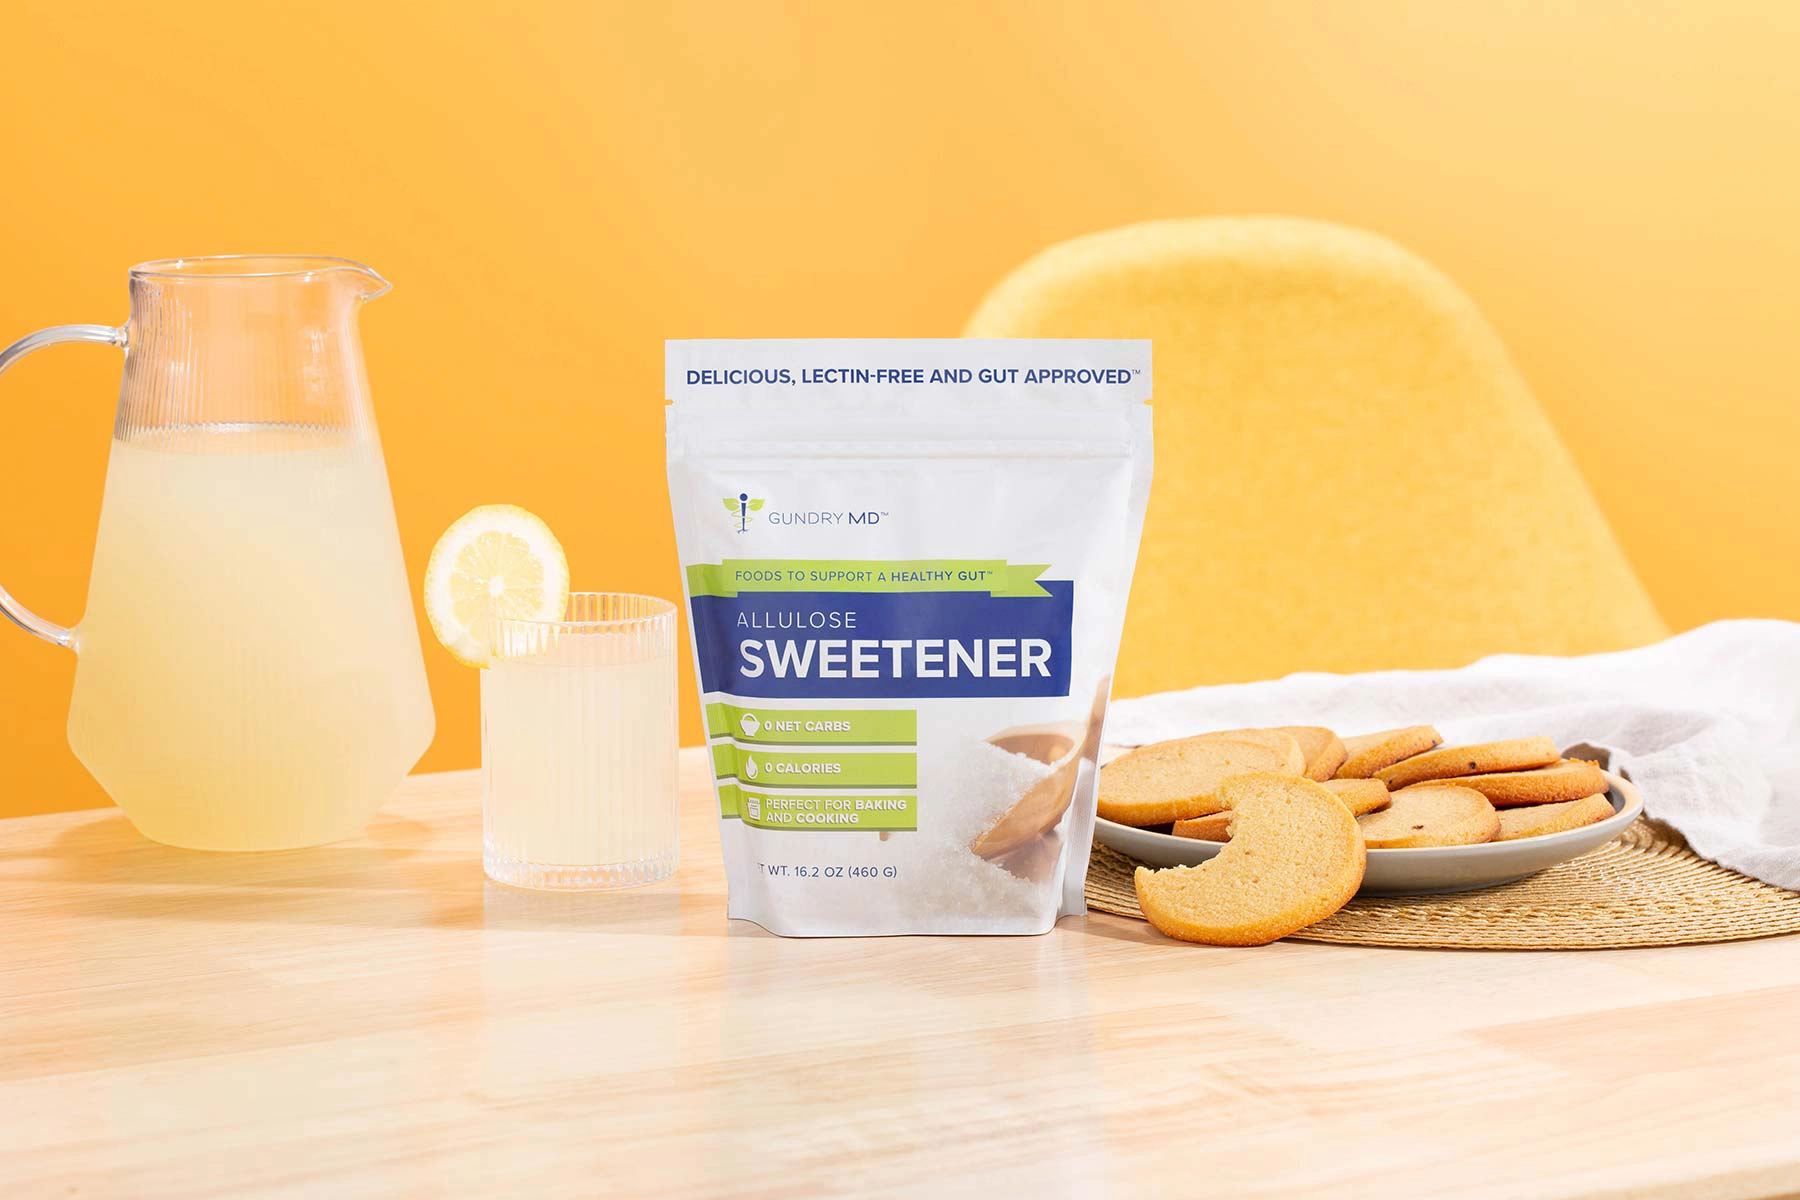 DELICIOUS, LECTIN-FREE AND GUT APPROVED™
GUNDRY MD™
FOODS TO SUPPORT A HEALTHY GUT™
ALLULOSE
SWEETENER
0 NET CARBS
0 CALORIES
PERFECT FOR BAKING
AND COOKING
T WT. 16.2 OZ (460 G)